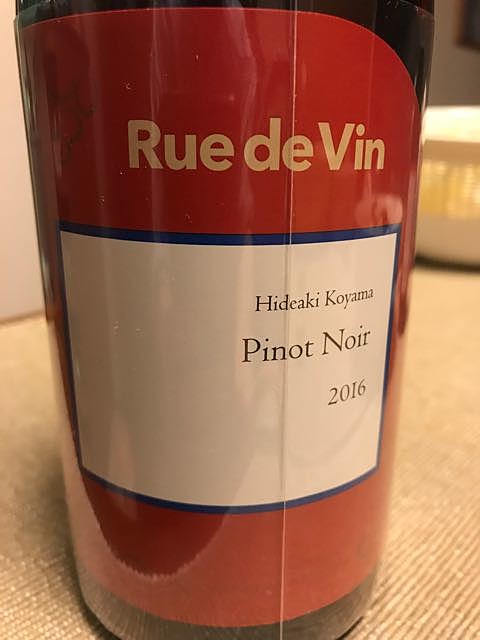 Rue de Vin
Hideaki Koyama
Pinot Noir
2016